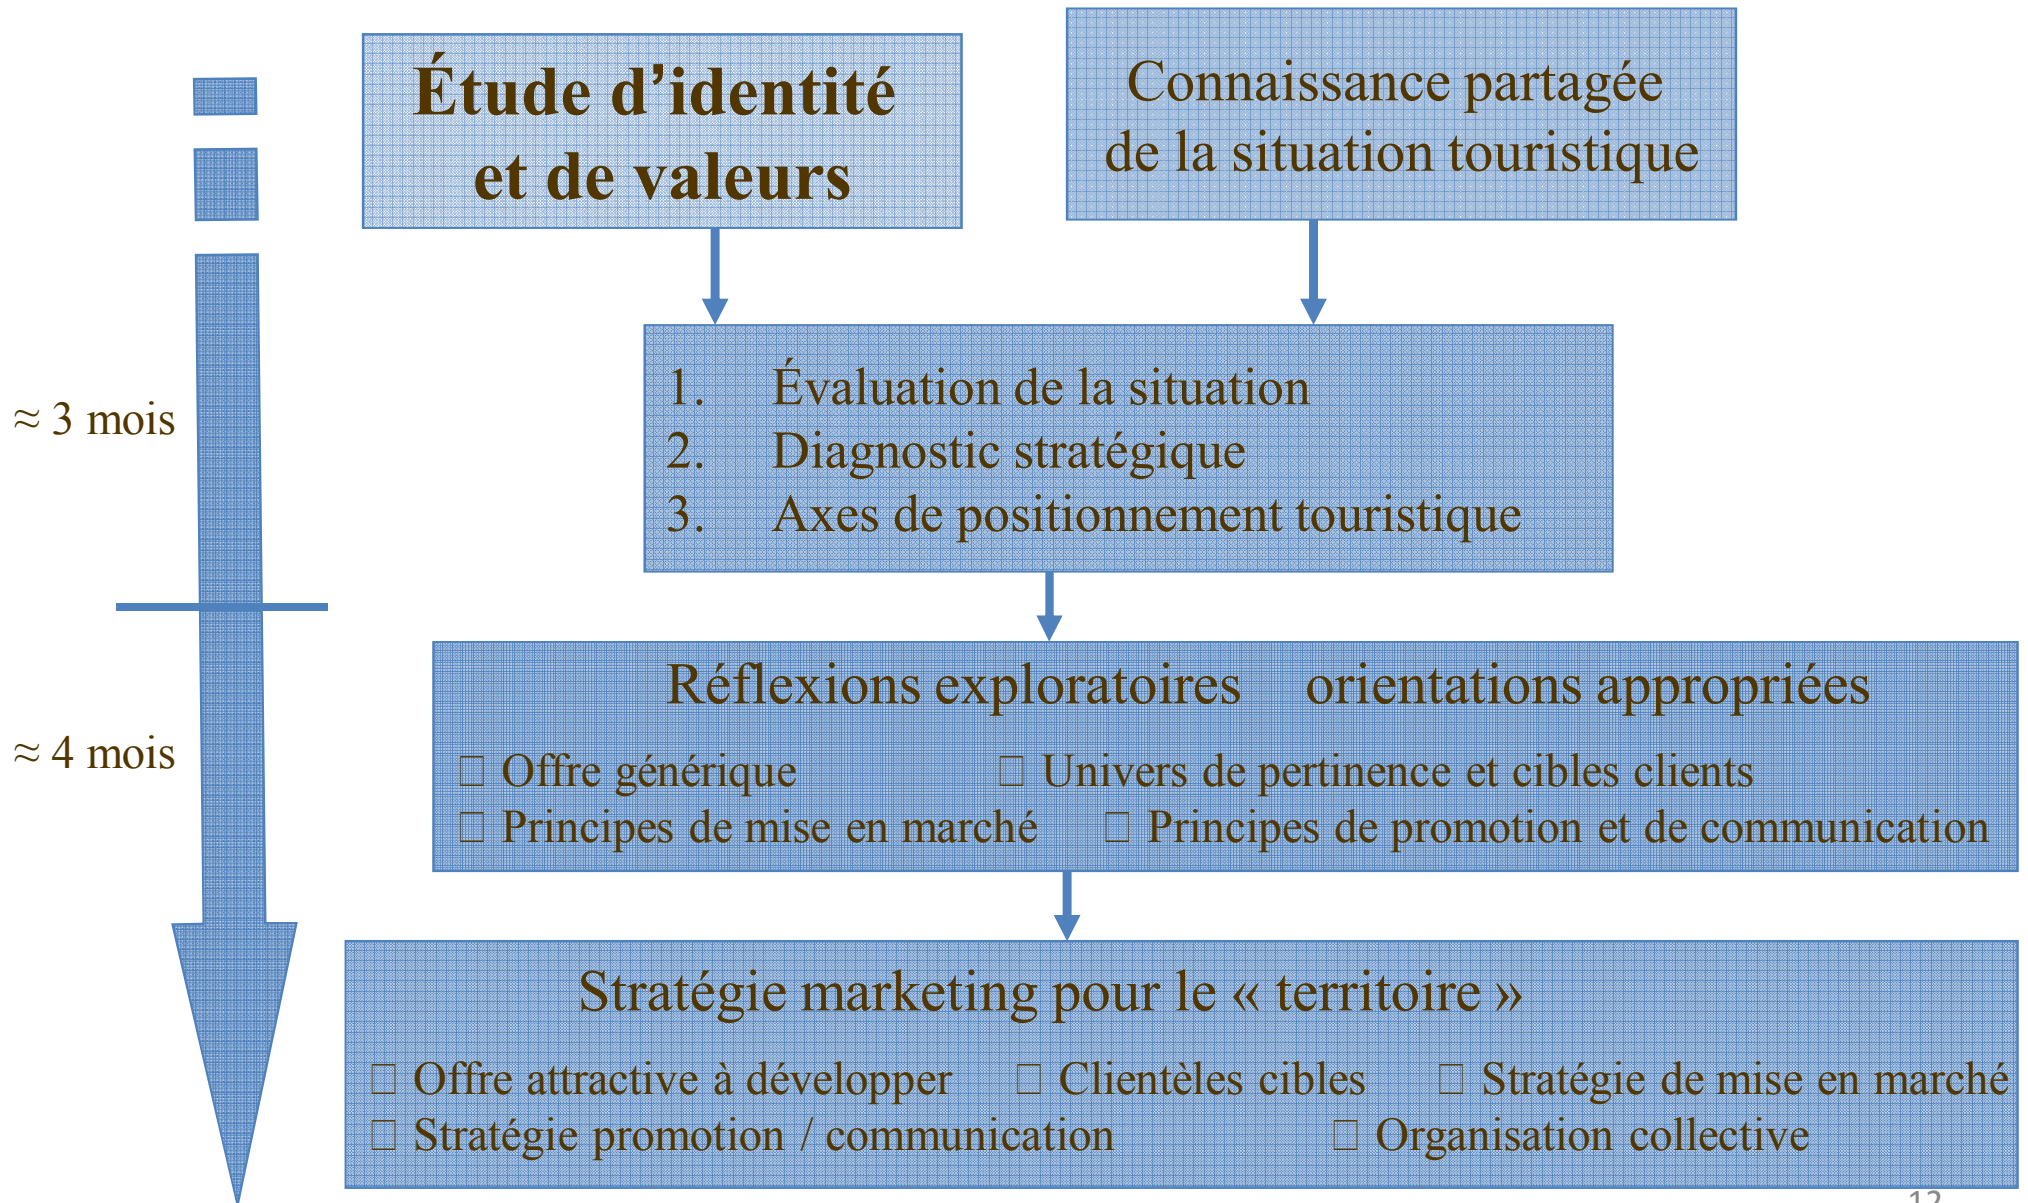 Étude d’identité
et de valeurs
Connaissance partagée
de la situation touristique
≈ 3 mois
1. Évaluation de la situation
2. Diagnostic stratégique
3. Axes de positionnement touristique
≈ 4 mois
Réflexions exploratoires orientations appropriées
□ Offre générique □ Univers de pertinence et cibles clients
□ Principes de mise en marché □ Principes de promotion et de communication
Stratégie marketing pour le « territoire »
□ Offre attractive à développer □ Clientèles cibles □ Stratégie de mise en marché
□ Stratégie promotion / communication □ Organisation collective
12